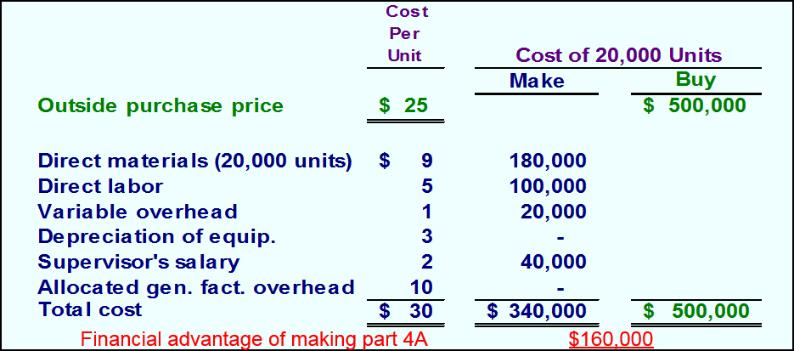 Cost
Per
Unit Cost of 20,000 Units
Make Buy
Outside purchase price $ 25 $ 500,000
Direct materials (20,000 units) $ 9 180,000
Direct labor 5 100,000
Variable overhead 1 20,000
Depreciation of equip. 3 -
Supervisor's salary 2 40,000
Allocated gen. fact. overhead 10 -
Total cost $ 30 $ 340,000 $ 500,000
Financial advantage of making part 4A $160,000